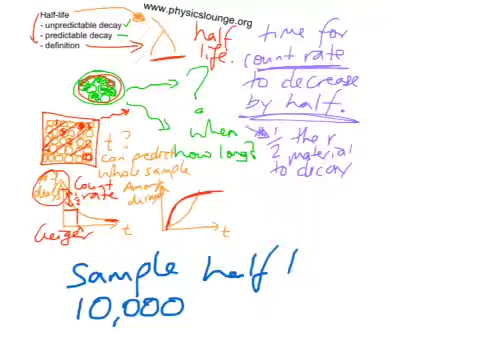 www.physicslounge.org
Half-life
- unpredictable decay
- predictable decay
- definition
half
life.
time for
count rate
to decrease
by half.
1/2 the r
material
to decay
?
when
how long?
t ?
can predict
whole sample
Count
rate
1/2
Geiger
t
Amount
t
sample half l
10,000